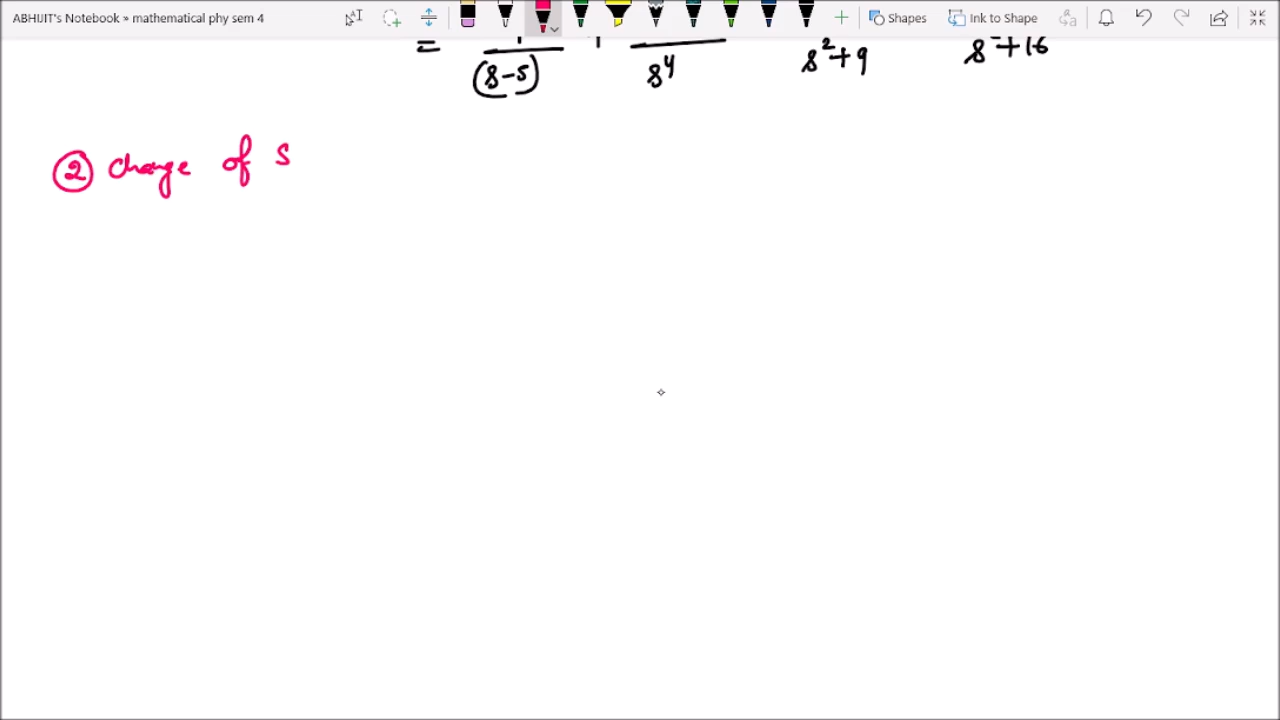 ABHIJIT's Notebook » mathematical phy sem 4 Shapes Ink to Shape
= (s-5) + s⁴ s²+9 s²+16
② change of S